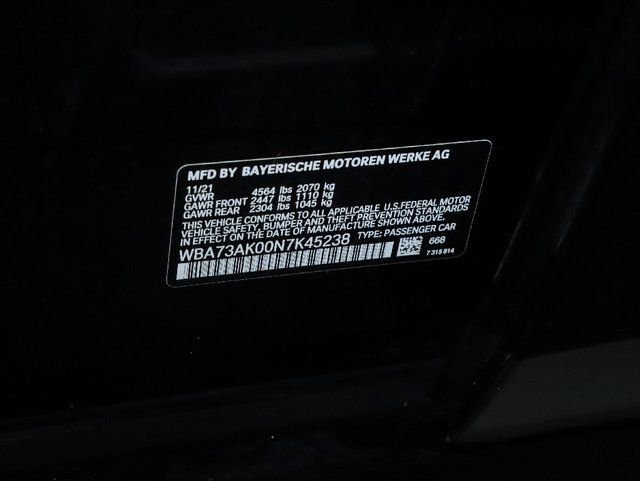 MFD BY BAYERISCHE MOTOREN WERKE AG
11/21
GVWR 4564 lbs 2070 kg
GAWR FRONT 2447 lbs 1110 kg
GAWR REAR 2304 lbs 1045 kg
THIS VEHICLE CONFORMS TO ALL APPLICABLE U.S.FEDERAL MOTOR
VEHICLE SAFETY, BUMPER AND THEFT PREVENTION STANDARDS
IN EFFECT ON THE DATE OF MANUFACTURE SHOWN ABOVE.
WBA73AK00N7K45238 TYPE: PASSENGER CAR
668
7 315 814